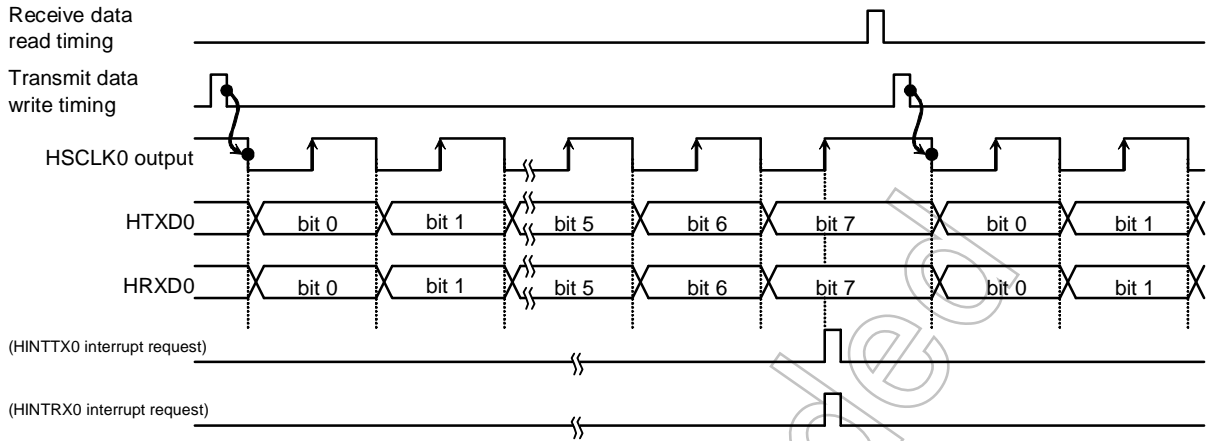 Receive data
read timing
Transmit data
write timing
HSCLK0 output
HTXD0 bit 0 bit 1 bit 5 bit 6 bit 7 bit 0 bit 1
HRXD0 bit 0 bit 1 bit 5 bit 6 bit 7 bit 0 bit 1
(HINTTX0 interrupt request)
(HINTRX0 interrupt request)